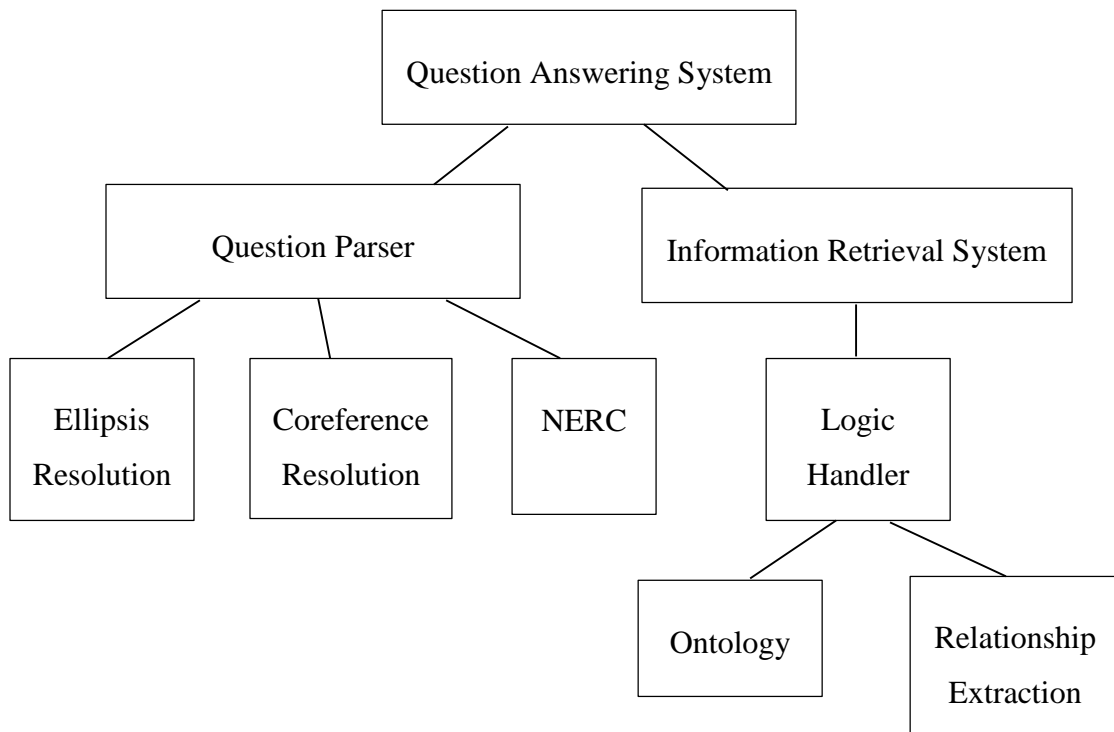 Question Answering System
Question Parser
Information Retrieval System
Ellipsis
Resolution
Coreference
Resolution
NERC
Logic
Handler
Ontology
Relationship
Extraction